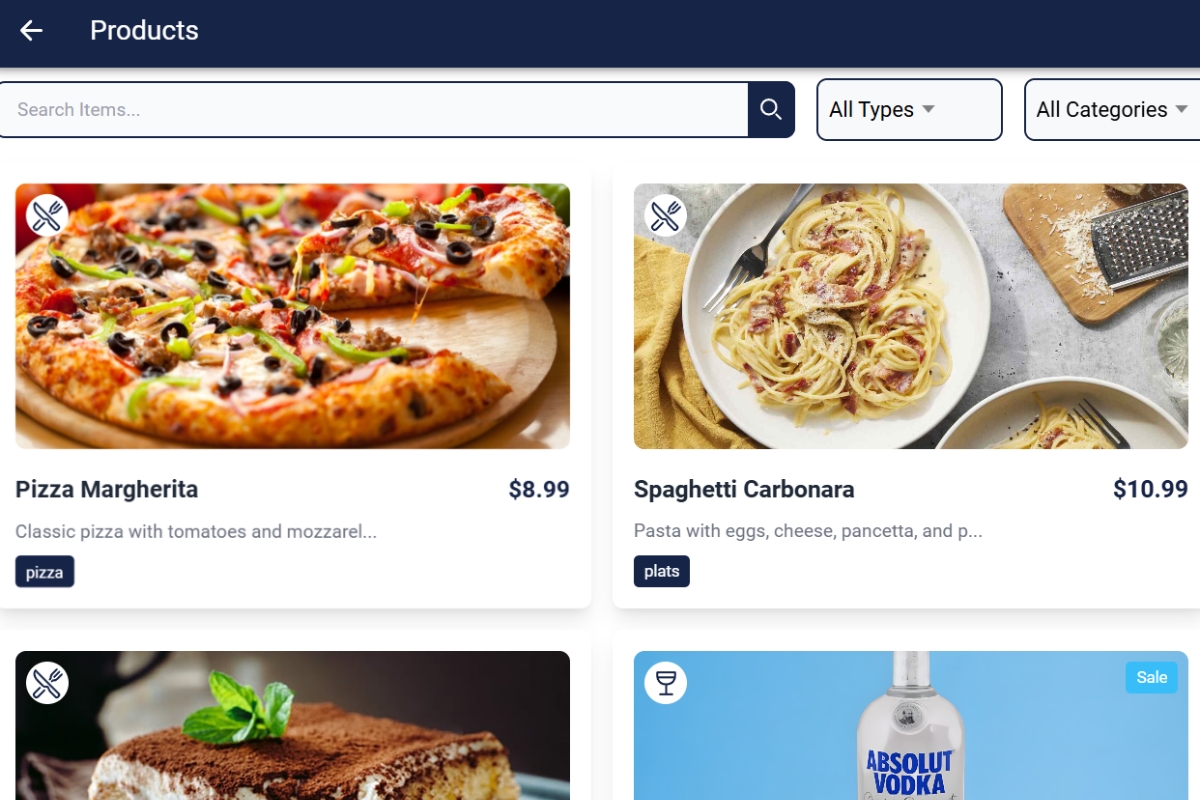 Products
Search Items...
All Types
All Categories
Pizza Margherita
$8.99
Classic pizza with tomatoes and mozzarel...
pizza
Spaghetti Carbonara
$10.99
Pasta with eggs, cheese, pancetta, and p...
plats
Sale
ABSOLUT
VODKA